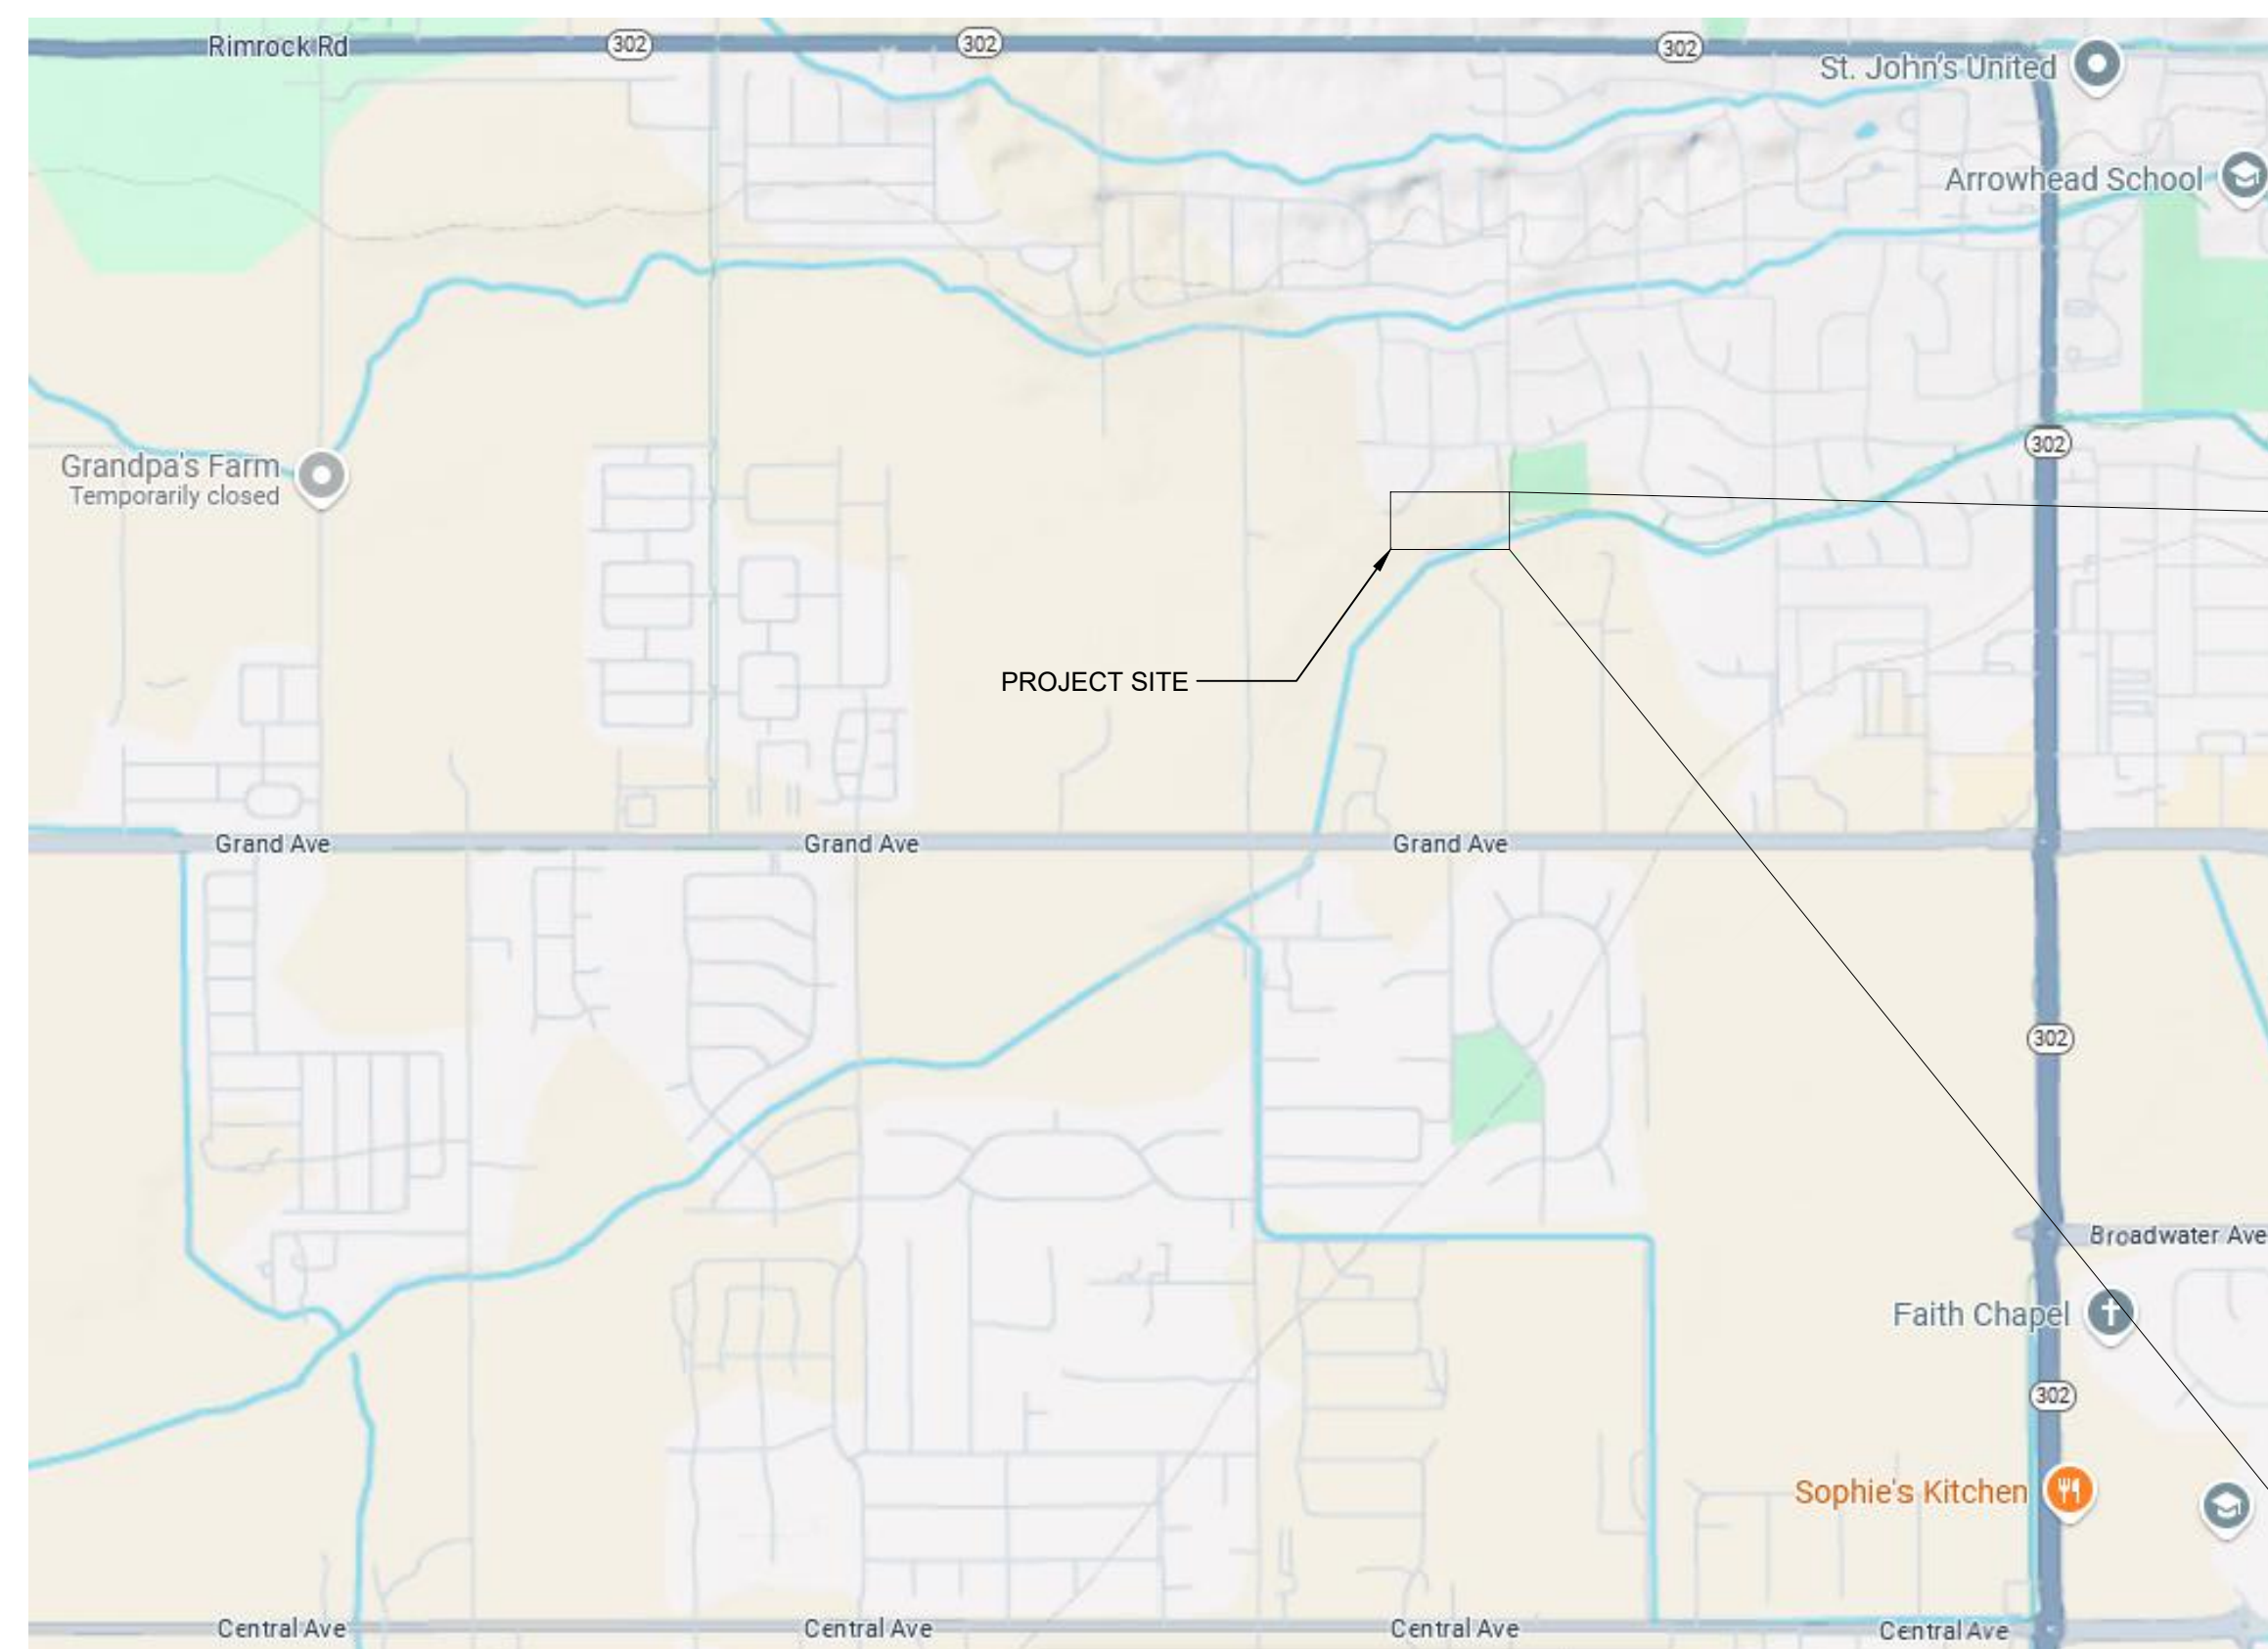 Rimrock Rd
302
302
302
St. John's United
Arrowhead School
302
Grandpa's Farm
Temporarily closed
PROJECT SITE
Grand Ave
Grand Ave
Grand Ave
302
Broadwater Ave
Faith Chapel
302
Sophie's Kitchen
Central Ave
Central Ave
Central Ave
Central Ave